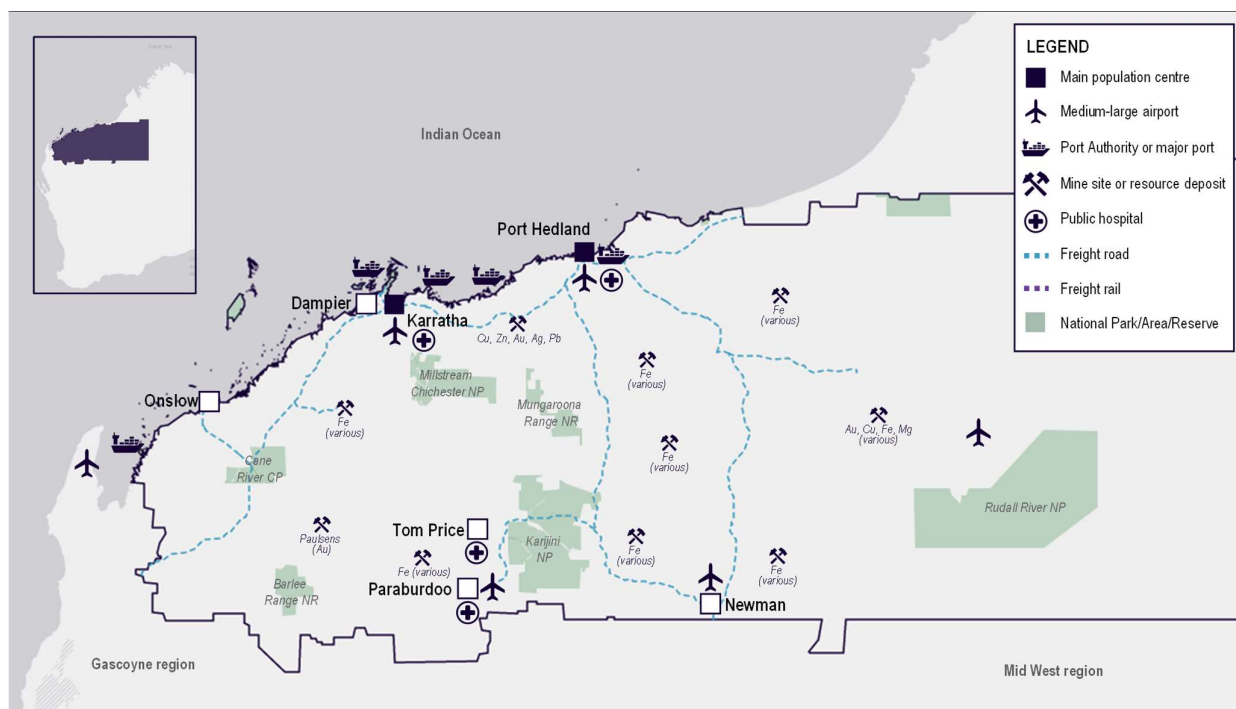 LEGEND
Main population centre
Medium-large airport
Port Authority or major port
Mine site or resource deposit
Public hospital
Freight road
Freight rail
National Park/Area/Reserve
Indian Ocean
Port Hedland
Dampier
Karratha
Cu, Zn, Au, Ag, Pb
Fe
(various)
Millstream
Chichester NP
Fe
(various)
Mungaroona
Range NR
Onslow
Fe
(various)
Au, Cu, Fe, Mg
(various)
Fe
(various)
Cane
River CP
Rudall River NP
Paulsens
(Au)
Tom Price
Karijini
NP
Fe
(various)
Fe (various)
Fe
(various)
Barlee
Range NR
Paraburdoo
Newman
Gascoyne region
Mid West region